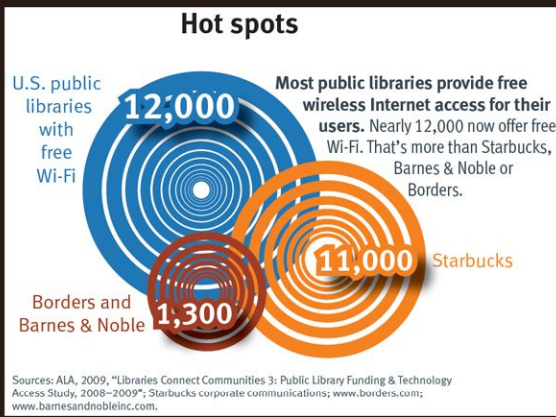 Hot spots
U.S. public
libraries
with
free
Wi-Fi
12,000
Most public libraries provide free
wireless Internet access for their
users. Nearly 12,000 now offer free
Wi-Fi. That's more than Starbucks,
Barnes & Noble or
Borders.
11,000
Starbucks
Borders and
Barnes & Noble
1,300
Sources: ALA, 2009, "Libraries Connect Communities 3: Public Library Funding & Technology
Access Study, 2008–2009"; Starbucks corporate communications; www.borders.com;
www.barnesandnobleinc.com.